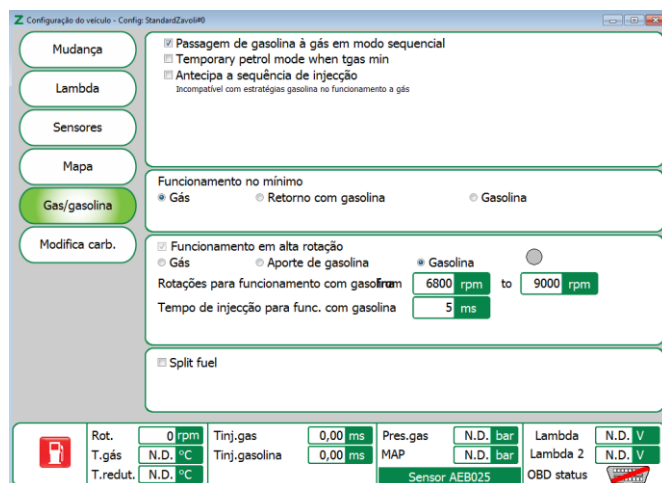 Z Configuração do veículo - Config: StandardZavoli#0
Mudança
Lambda
Sensores
Mapa
Gas/gasolina
Modifica carb.
Passagem de gasolina à gás em modo sequencial
Temporary petrol mode when tgas min
Antecipa a sequência de injecção
Incompatível com estratégias gasolina no funcionamento a gás
Funcionamento no mínimo
Gás Retorno com gasolina Gasolina
Funcionamento em alta rotação
Gás Aporte de gasolina Gasolina
Rotações para funcionamento com gasolina from 6800 rpm to 9000 rpm
Tempo de injecção para func. com gasolina 5 ms
Split fuel
Rot. 0 rpm Tinj.gas 0,00 ms Pres.gas N.D. bar Lambda N.D. V
T.gás N.D. °C Tinj.gasolina 0,00 ms MAP N.D. bar Lambda 2 N.D. V
T.redut. N.D. °C Sensor AEB025 OBD status